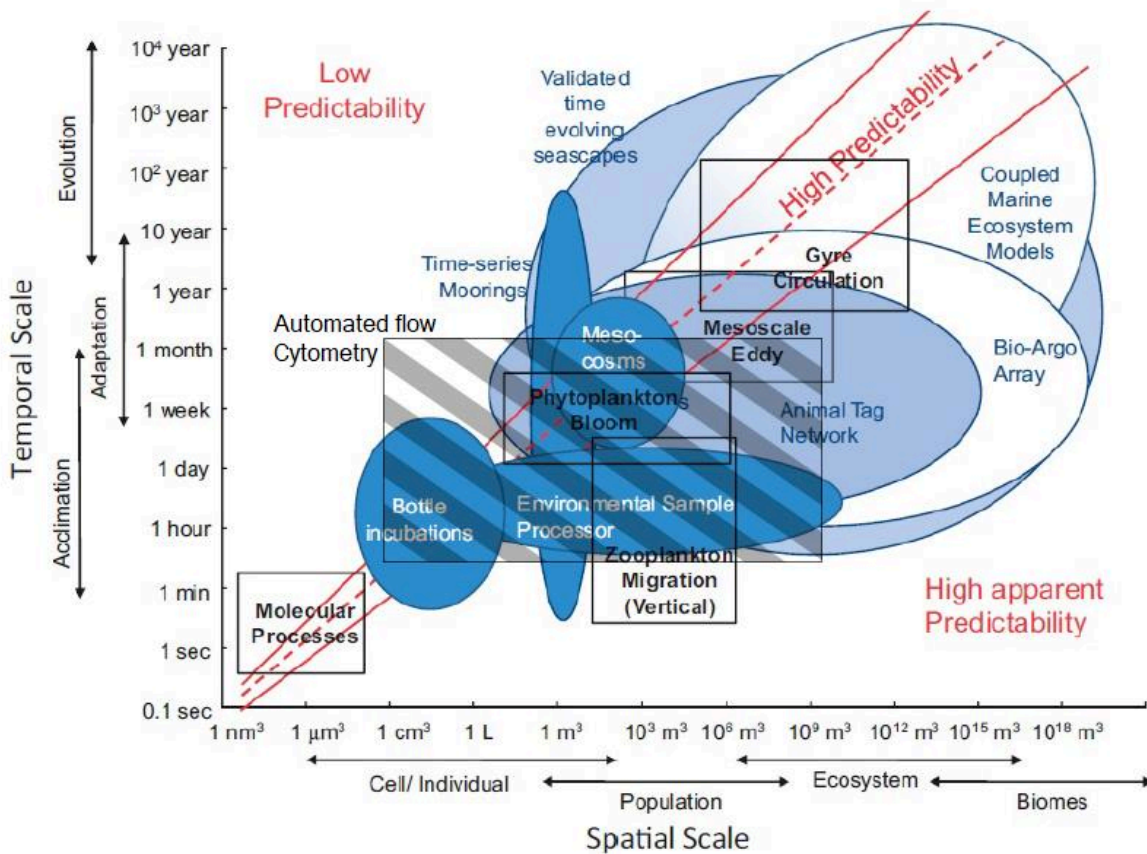 10⁴ year
10³ year
10² year
10 year
1 year
1 month
1 week
1 day
1 hour
1 min
1 sec
0.1 sec
Temporal Scale
Evolution
Adaptation
Acclimation
Low
Predictability
Validated
time
evolving
seascapes
High Predictability
Coupled
Marine
Ecosystem
Models
Time-series
Moorings
Gyre
Circulation
Automated flow
Cytometry
Meso-
cosms
Mesoscale
Eddy
Bio-Argo
Array
Phytoplankton
Bloom
Animal Tag
Network
Bottle
incubations
Environmental Sample
Processor
Zooplankton
Migration
(Vertical)
Molecular
Processes
High apparent
Predictability
1 nm³
1 μm³
1 cm³
1 L
1 m³
10³ m³
10⁶ m³
10⁹ m³
10¹² m³
10¹⁵ m³
10¹⁸ m³
Cell/ Individual
Population
Ecosystem
Biomes
Spatial Scale